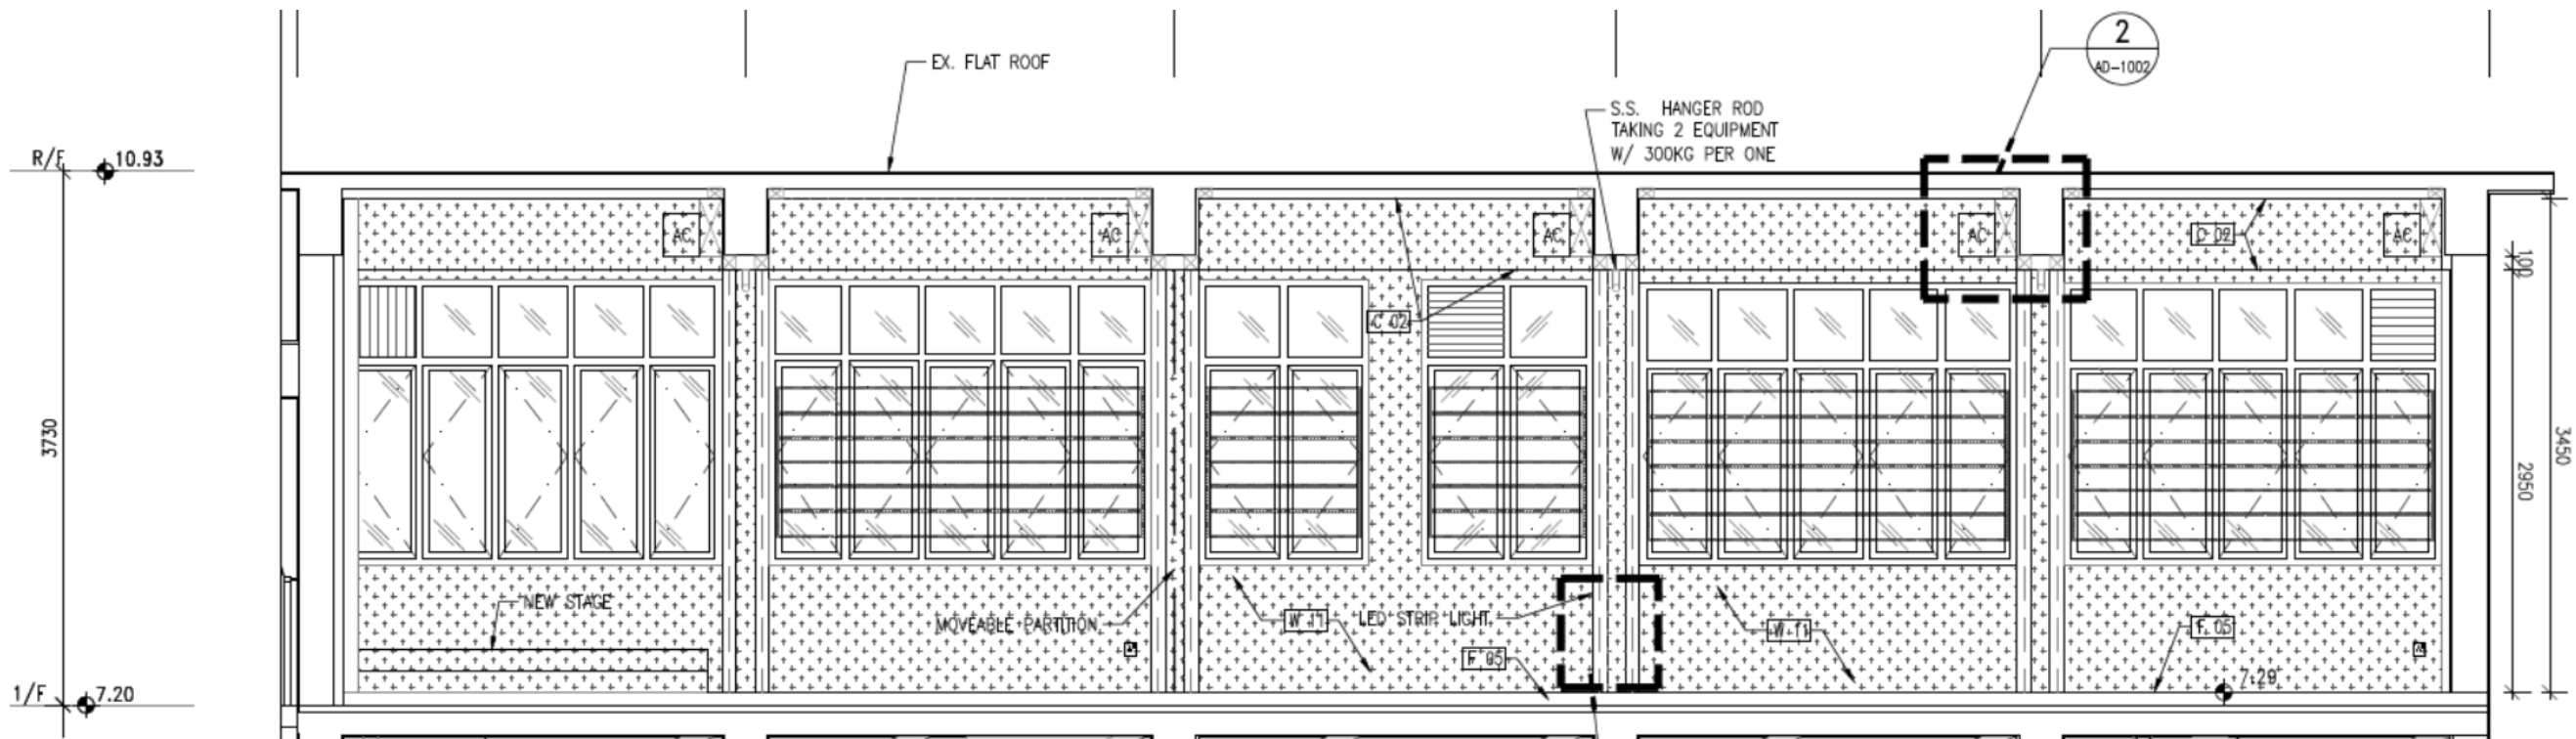 2
AD-1002
EX. FLAT ROOF
S.S. HANGER ROD
TAKING 2 EQUIPMENT
W/ 300KG PER ONE
R/F
10.93
AC
AC
AC
AC
AC
C 02
100
C 02
3730
3450
2950
NEW STAGE
MOVEABLE PARTITION
W 11
LED STRIP LIGHT
W 11
F 05
F 05
7.29
1/F
7.20